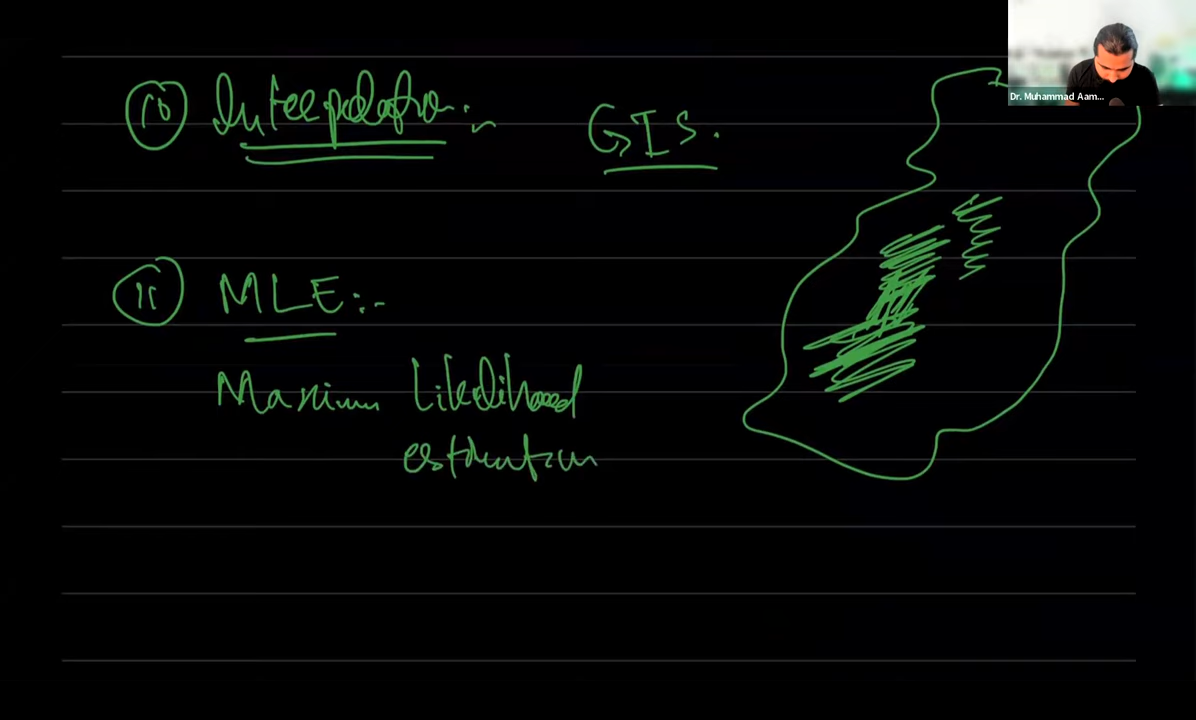 10 Interpolation:- GIS.
11 MLE:-
Maximum Likelihood
estimation
Dr. Muhammad Aam...